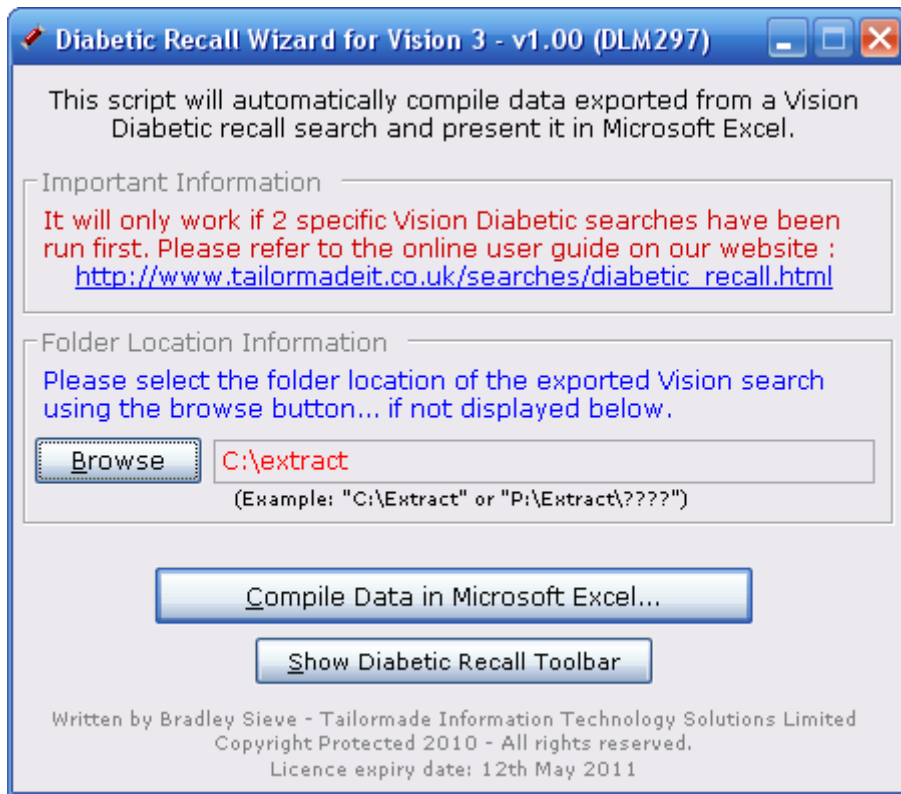 Diabetic Recall Wizard for Vision 3 - v1.00 (DLM297)
This script will automatically compile data exported from a Vision
Diabetic recall search and present it in Microsoft Excel.
Important Information
It will only work if 2 specific Vision Diabetic searches have been
run first. Please refer to the online user guide on our website :
http://www.tailormadeit.co.uk/searches/diabetic_recall.html
Folder Location Information
Please select the folder location of the exported Vision search
using the browse button... if not displayed below.
Browse C:\extract
(Example: "C:\Extract" or "P:\Extract\????")
Compile Data in Microsoft Excel...
Show Diabetic Recall Toolbar
Written by Bradley Sieve - Tailormade Information Technology Solutions Limited
Copyright Protected 2010 - All rights reserved.
Licence expiry date: 12th May 2011